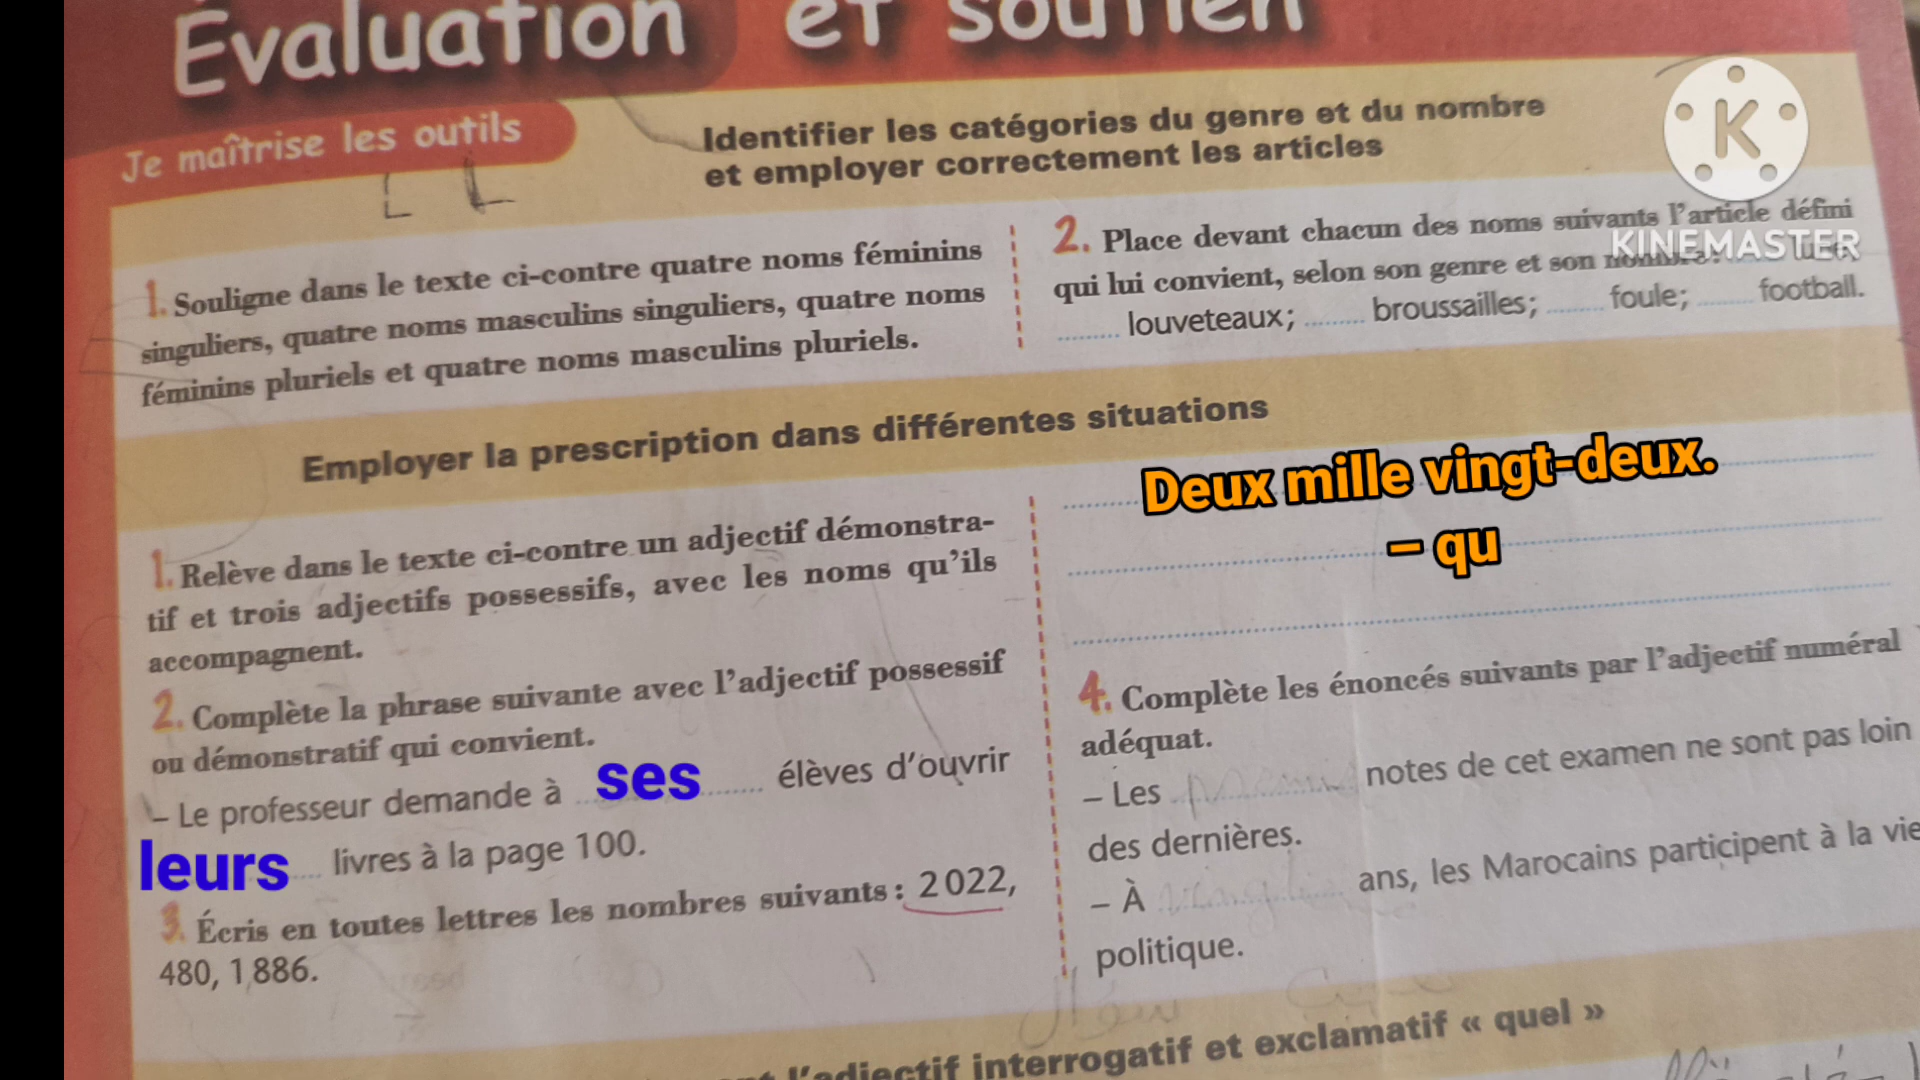 Évaluation et soutien
Je maîtrise les outils
Identifier les catégories du genre et du nombre
et employer correctement les articles
1. Souligne dans le texte ci-contre quatre noms féminins
singuliers, quatre noms masculins singuliers, quatre noms
féminins pluriels et quatre noms masculins pluriels.
2. Place devant chacun des noms suivants l'article défini
qui lui convient, selon son genre et son nombre:
louveteaux; ......... broussailles; ......... foule; ......... football.
K
KINEMASTER
Employer la prescription dans différentes situations
1. Relève dans le texte ci-contre un adjectif démonstra-
tif et trois adjectifs possessifs, avec les noms qu'ils
accompagnent.
2. Complète la phrase suivante avec l'adjectif possessif
ou démonstratif qui convient.
– Le professeur demande à ses élèves d'ouvrir
leurs livres à la page 100.
3. Écris en toutes lettres les nombres suivants : 2 022,
480, 1 886.
Deux mille vingt-deux.
– qu
4. Complète les énoncés suivants par l'adjectif numéral
adéquat.
– Les ......... notes de cet examen ne sont pas loin
des dernières.
– À ......... ans, les Marocains participent à la vie
politique.
l'adjectif interrogatif et exclamatif « quel »